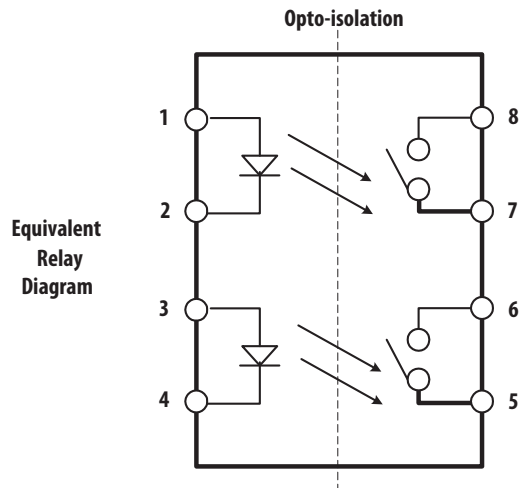 Opto-isolation
1
8
2
7
Equivalent
Relay
Diagram
3
6
4
5